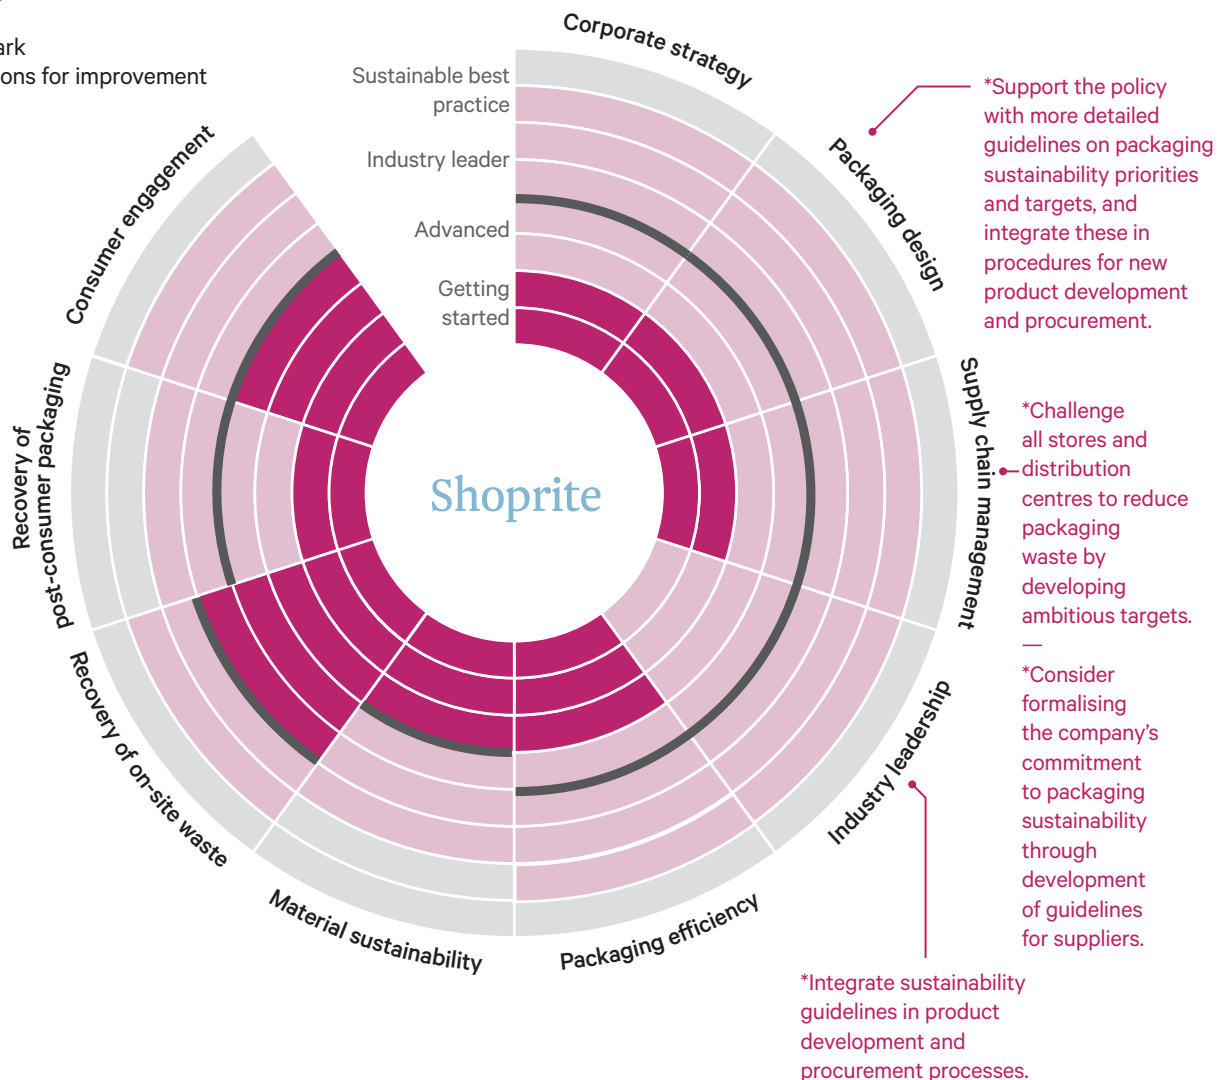 ark
ons for improvement
Corporate strategy
Sustainable best
practice
Industry leader
Advanced
Getting
started
Packaging design
Supply chain management
Industry leadership
Packaging efficiency
Material sustainability
Recovery of on-site waste
Recovery of
post-consumer packaging
Consumer engagement
Shoprite
*Support the policy
with more detailed
guidelines on packaging
sustainability priorities
and targets, and
integrate these in
procedures for new
product development
and procurement.
*Challenge
all stores and
distribution
centres to reduce
packaging
waste by
developing
ambitious targets.
—
*Consider
formalising
the company’s
commitment
to packaging
sustainability
through
development
of guidelines
for suppliers.
*Integrate sustainability
guidelines in product
development and
procurement processes.